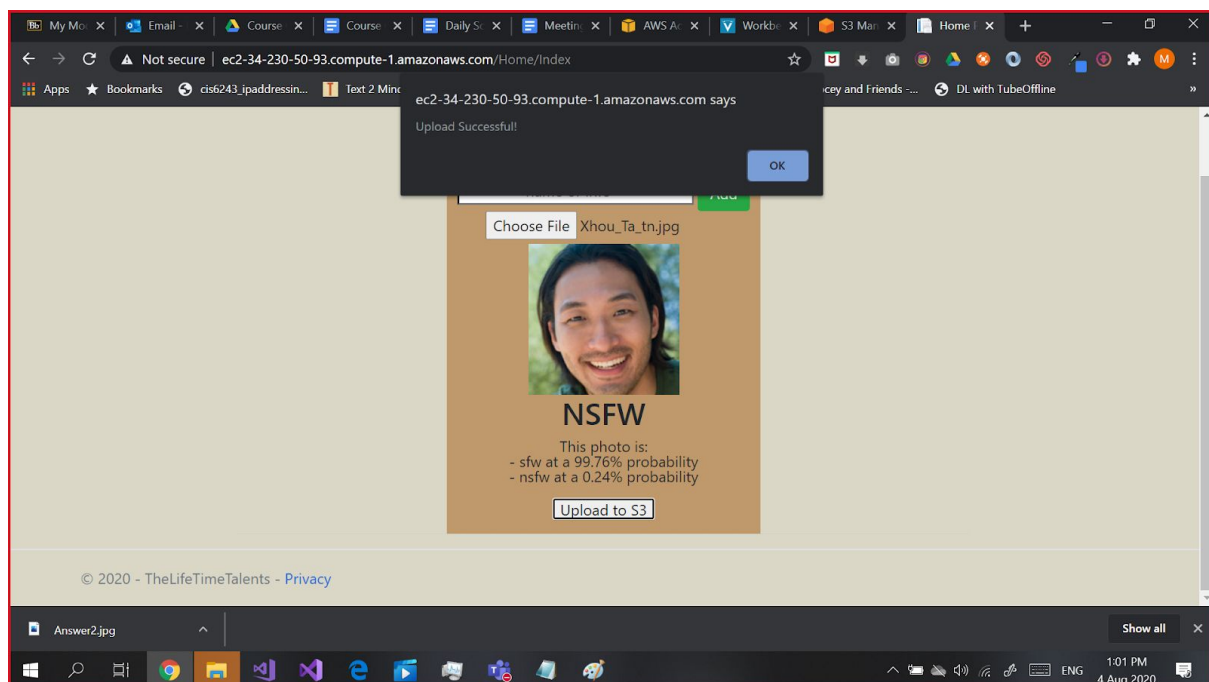 My Mo
Email -
Course
Course
Daily Sc
Meetin
AWS Ac
Workbe
S3 Man
Home
Not secure
ec2-34-230-50-93.compute-1.amazonaws.com/Home/Index
Apps
Bookmarks
cis6243_ipaddressin...
Text 2 Mind
cey and Friends -...
DL with TubeOffline
»
ec2-34-230-50-93.compute-1.amazonaws.com says
Upload Successful!
OK
Add
Choose File Xhou_Ta_tn.jpg
NSFW
This photo is:
- sfw at a 99.76% probability
- nsfw at a 0.24% probability
Upload to S3
© 2020 - TheLifeTimeTalents - Privacy
Answer2.jpg
Show all
ENG
1:01 PM
4 Aug 2020